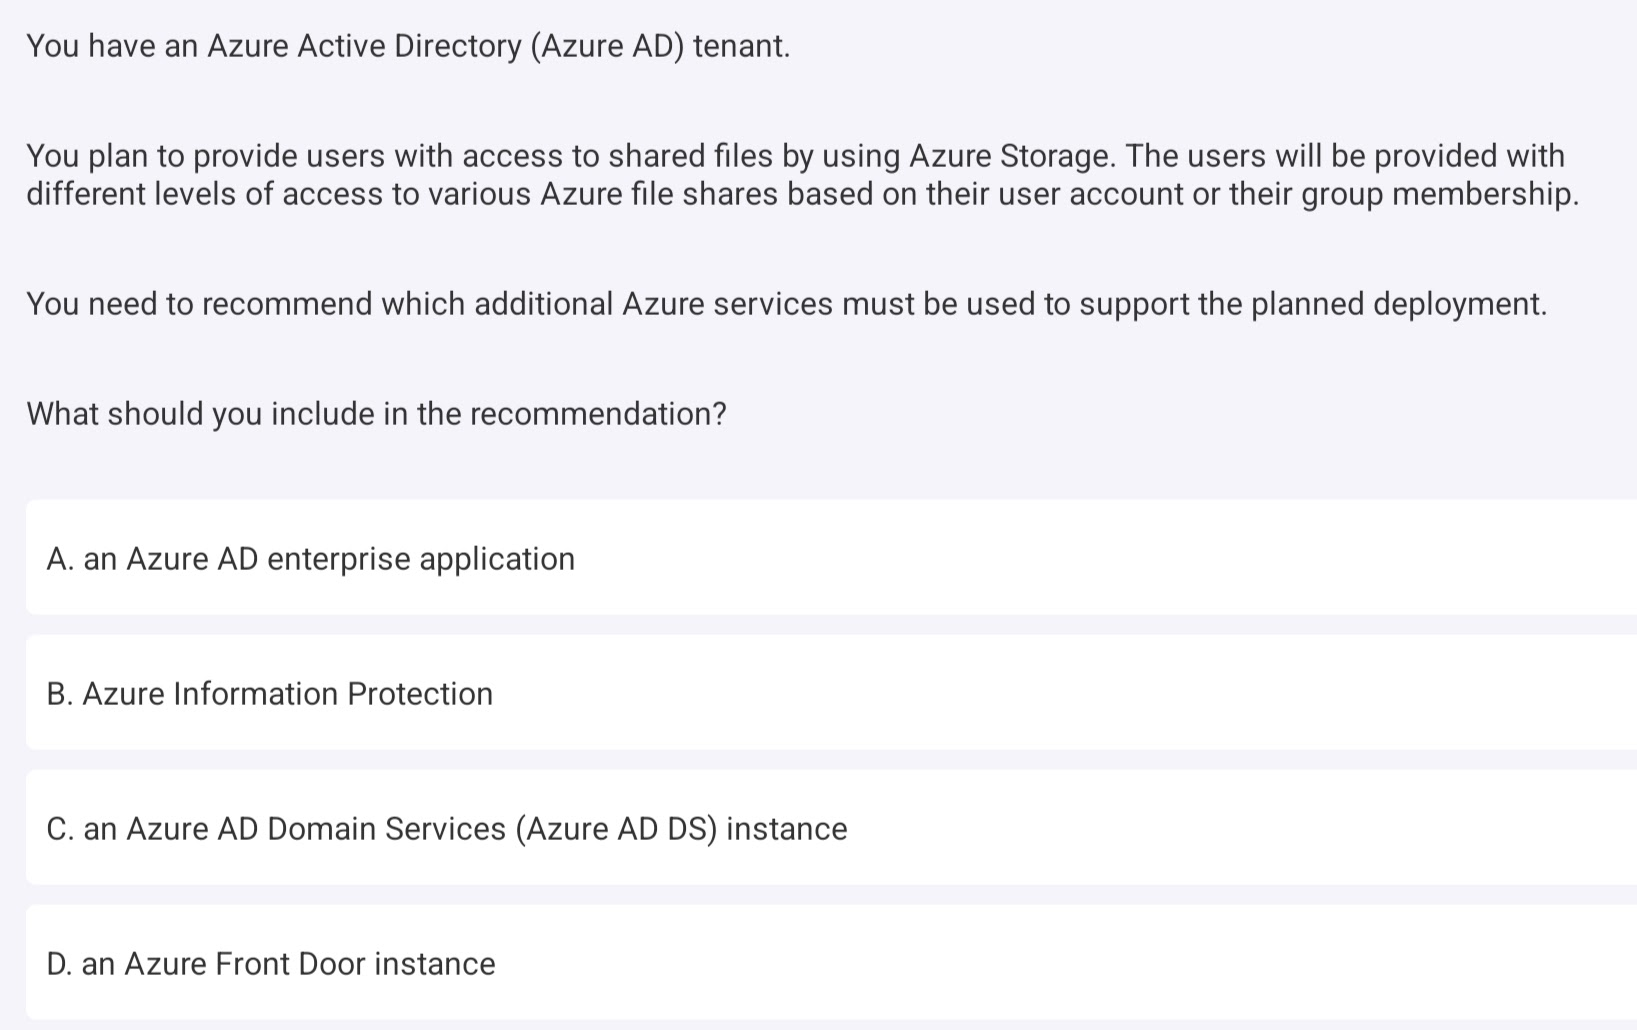 You have an Azure Active Directory (Azure AD) tenant.
You plan to provide users with access to shared files by using Azure Storage. The users will be provided with
different levels of access to various Azure file shares based on their user account or their group membership.
You need to recommend which additional Azure services must be used to support the planned deployment.
What should you include in the recommendation?
A. an Azure AD enterprise application
B. Azure Information Protection
C. an Azure AD Domain Services (Azure AD DS) instance
D. an Azure Front Door instance